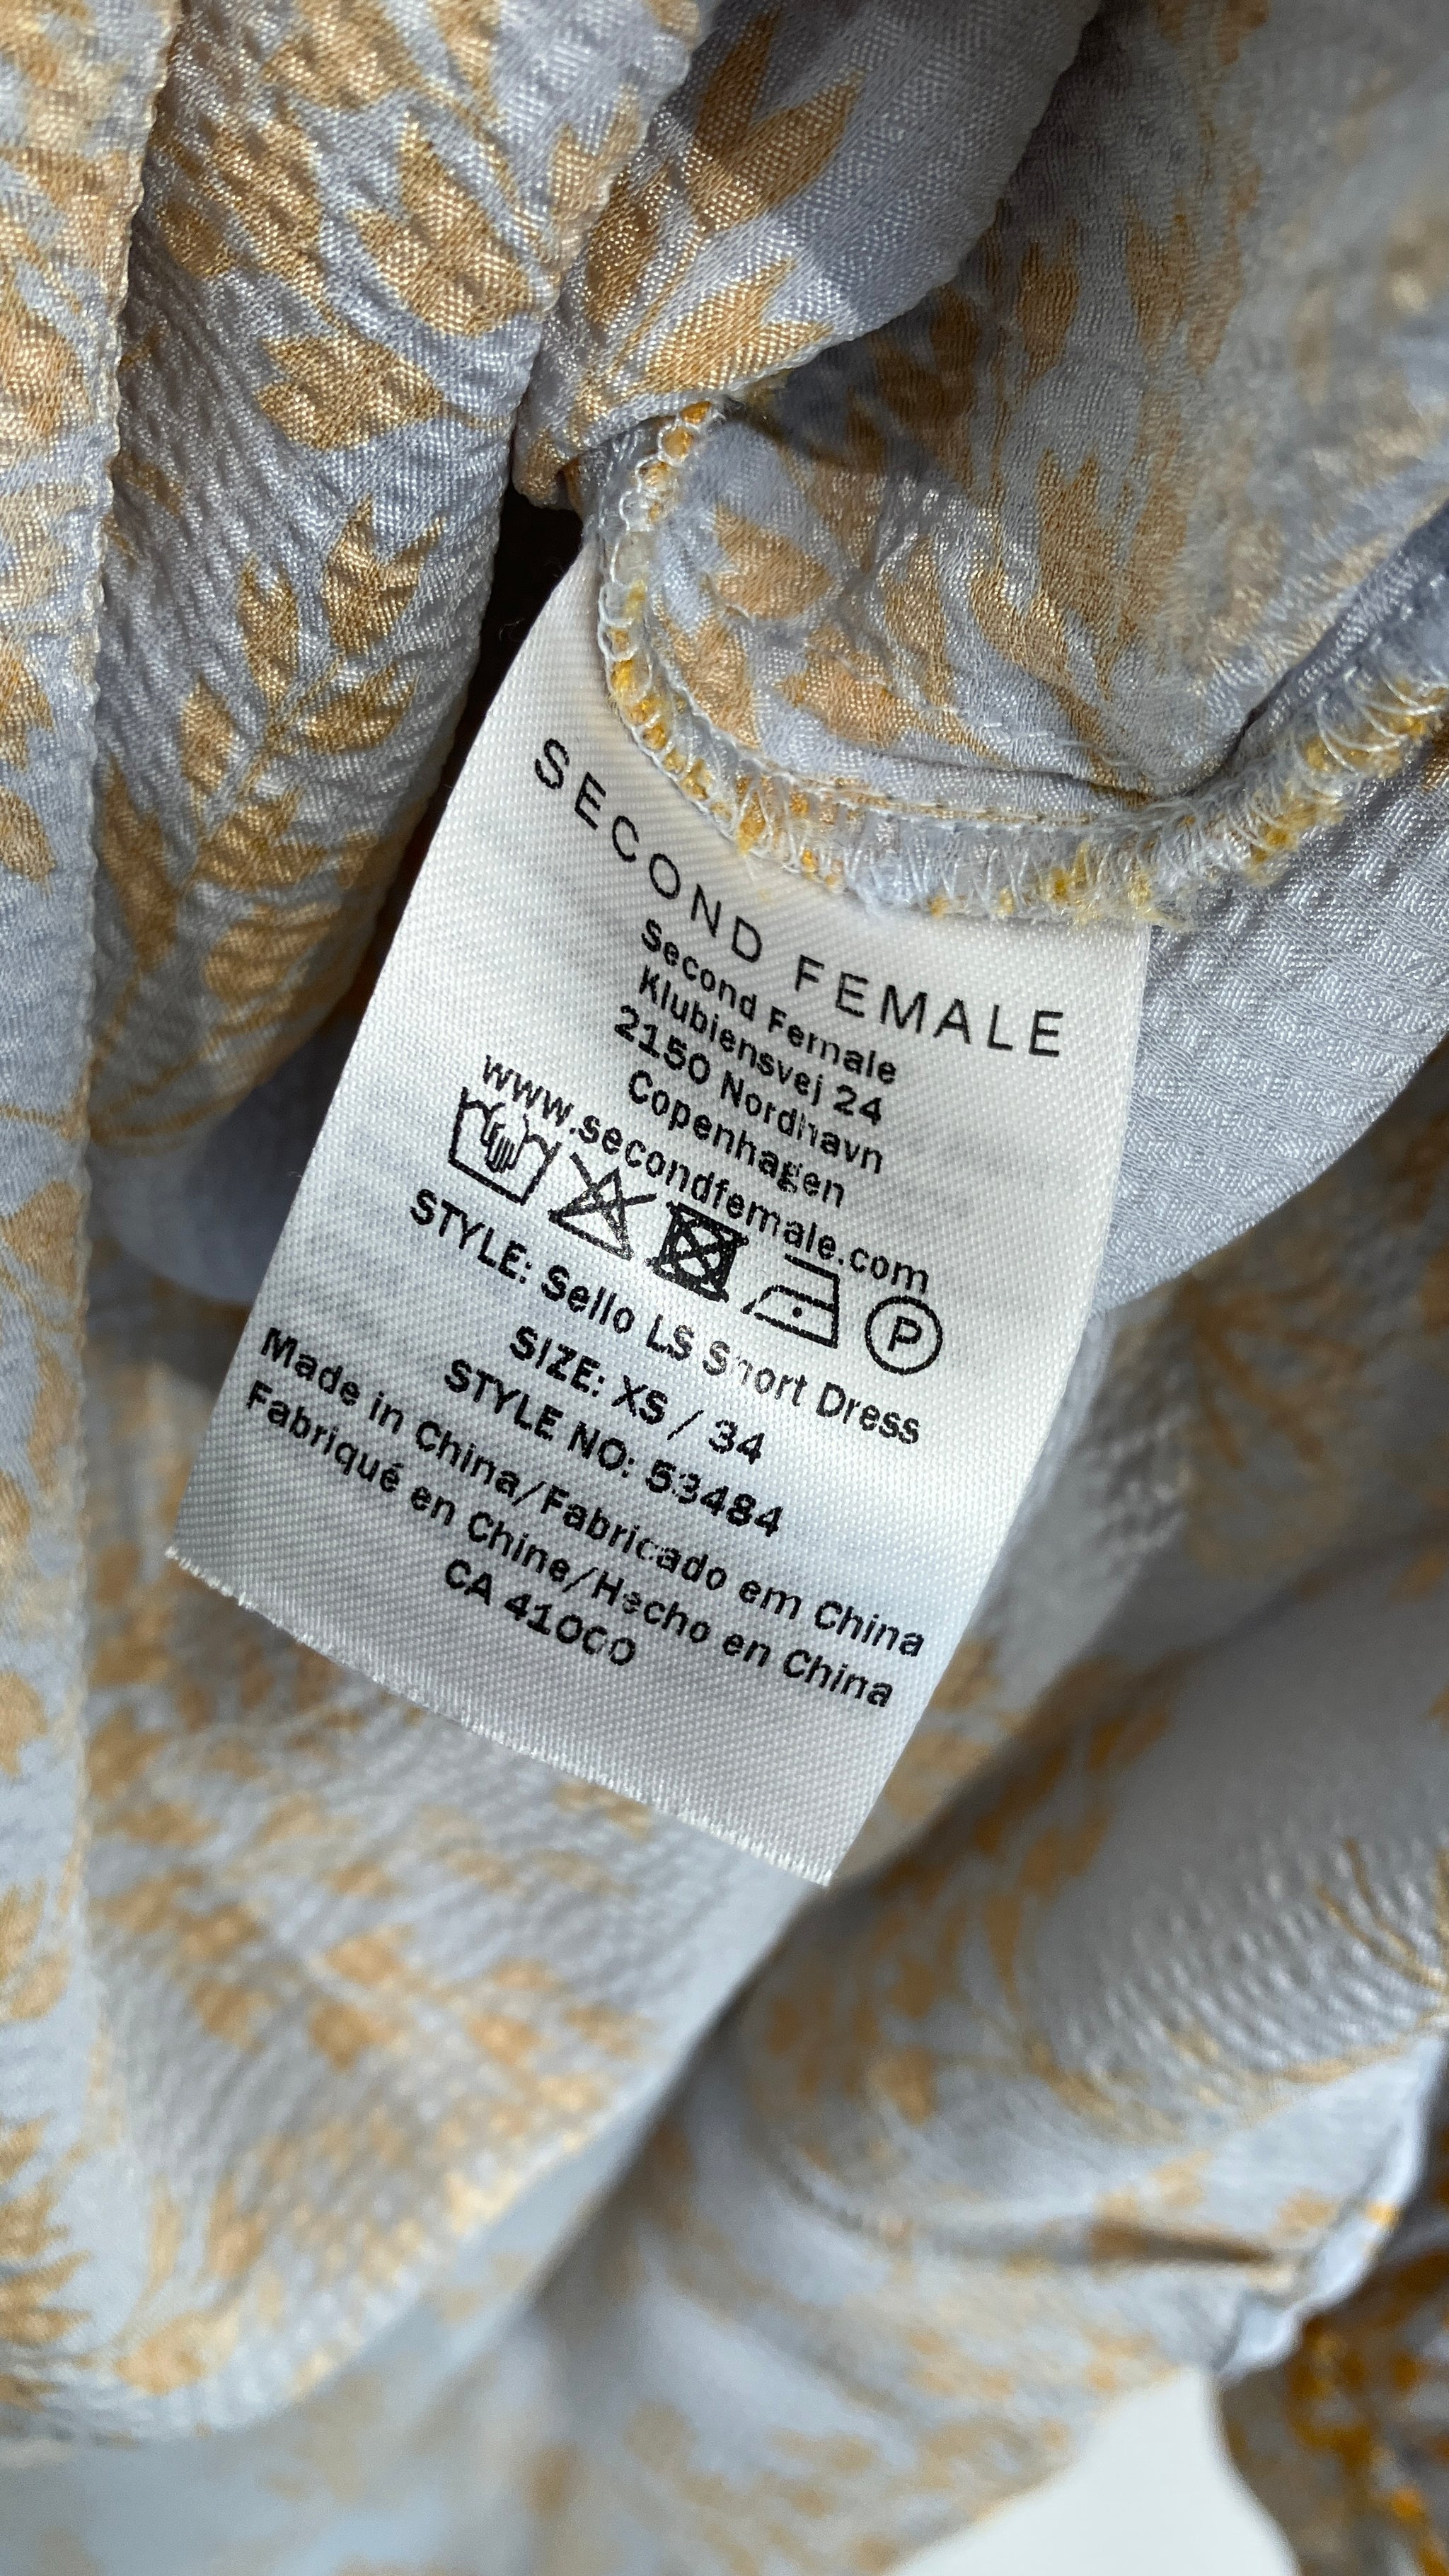 SECOND FEMALE
Second Female
Klubiensvej 24
2150 Nordhavn
Copenhagen
www.secondfemale.com
P
STYLE: Sello LS Short Dress
SIZE: XS / 34
STYLE NO: 53484
Made in China/Fabricado em China
Fabriqué en Chine/Hecho en China
CA 41000